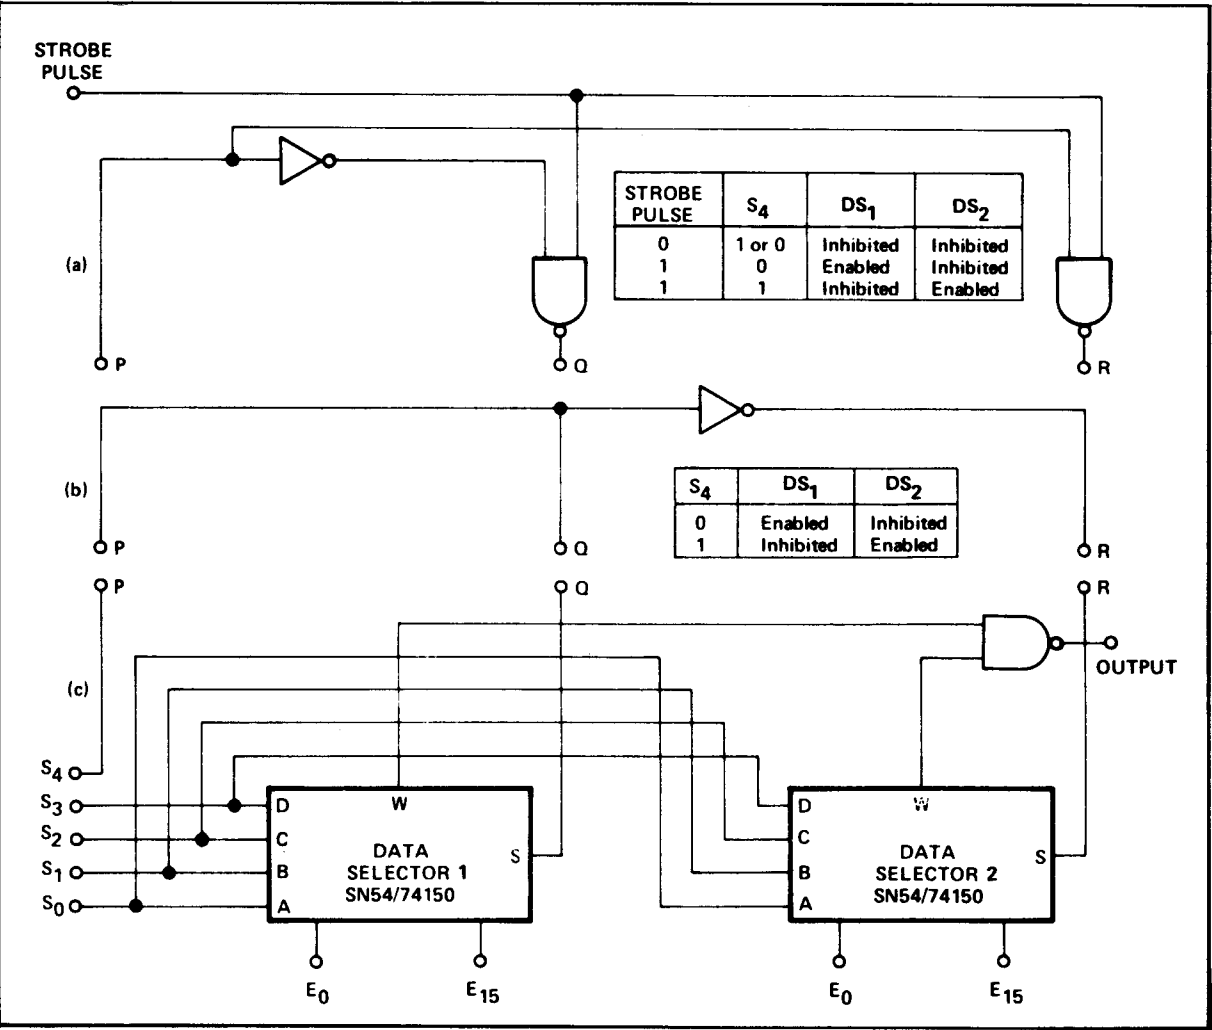 STROBE
PULSE
STROBE PULSE S4 DS1 DS2
0 1 or 0 Inhibited Inhibited
1 0 Enabled Inhibited
1 1 Inhibited Enabled
(a)
P Q R
S4 DS1 DS2
0 Enabled Inhibited
1 Inhibited Enabled
(b)
P Q R
P Q R
OUTPUT
(c)
S4
S3
S2
S1
S0
D
C
B
A
W
S
DATA
SELECTOR 1
SN54/74150
E0 E15
D
C
B
A
W
S
DATA
SELECTOR 2
SN54/74150
E0 E15